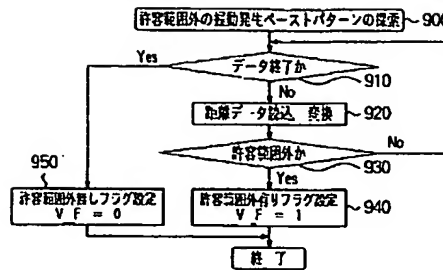 許容範囲外の振動発生ペーストパターンの探索
900
Yes
データ終了か
910
No
距離データ読込 変換
920
許容範囲外か
No
930
Yes
950
許容範囲外無しフラグ設定
VF = 0
許容範囲外有りフラグ設定
VF = 1
940
終了